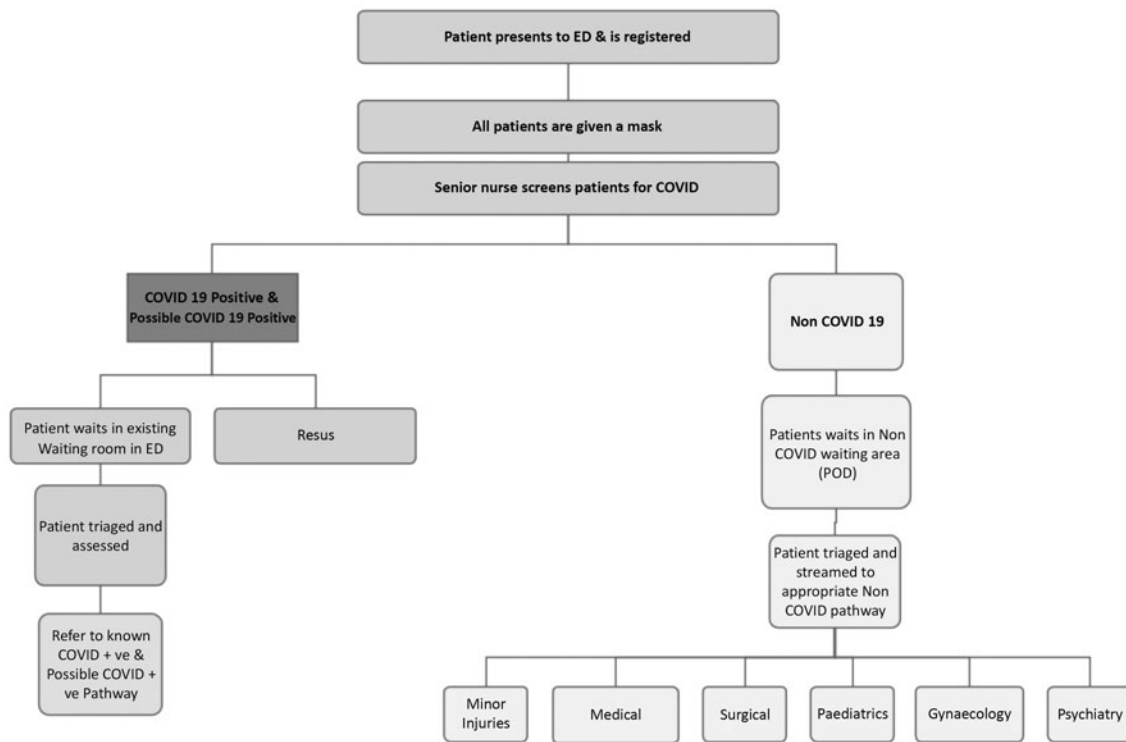 Patient presents to ED & is registered
All patients are given a mask
Senior nurse screens patients for COVID
COVID 19 Positive &
Possible COVID 19 Positive
Non COVID 19
Patient waits in existing
Waiting room in ED
Resus
Patients waits in Non
COVID waiting area
(POD)
Patient triaged and
assessed
Patient triaged and
streamed to
appropriate Non
COVID pathway
Refer to known
COVID + ve &
Possible COVID +
ve Pathway
Minor
Injuries
Medical
Surgical
Paediatrics
Gynaecology
Psychiatry